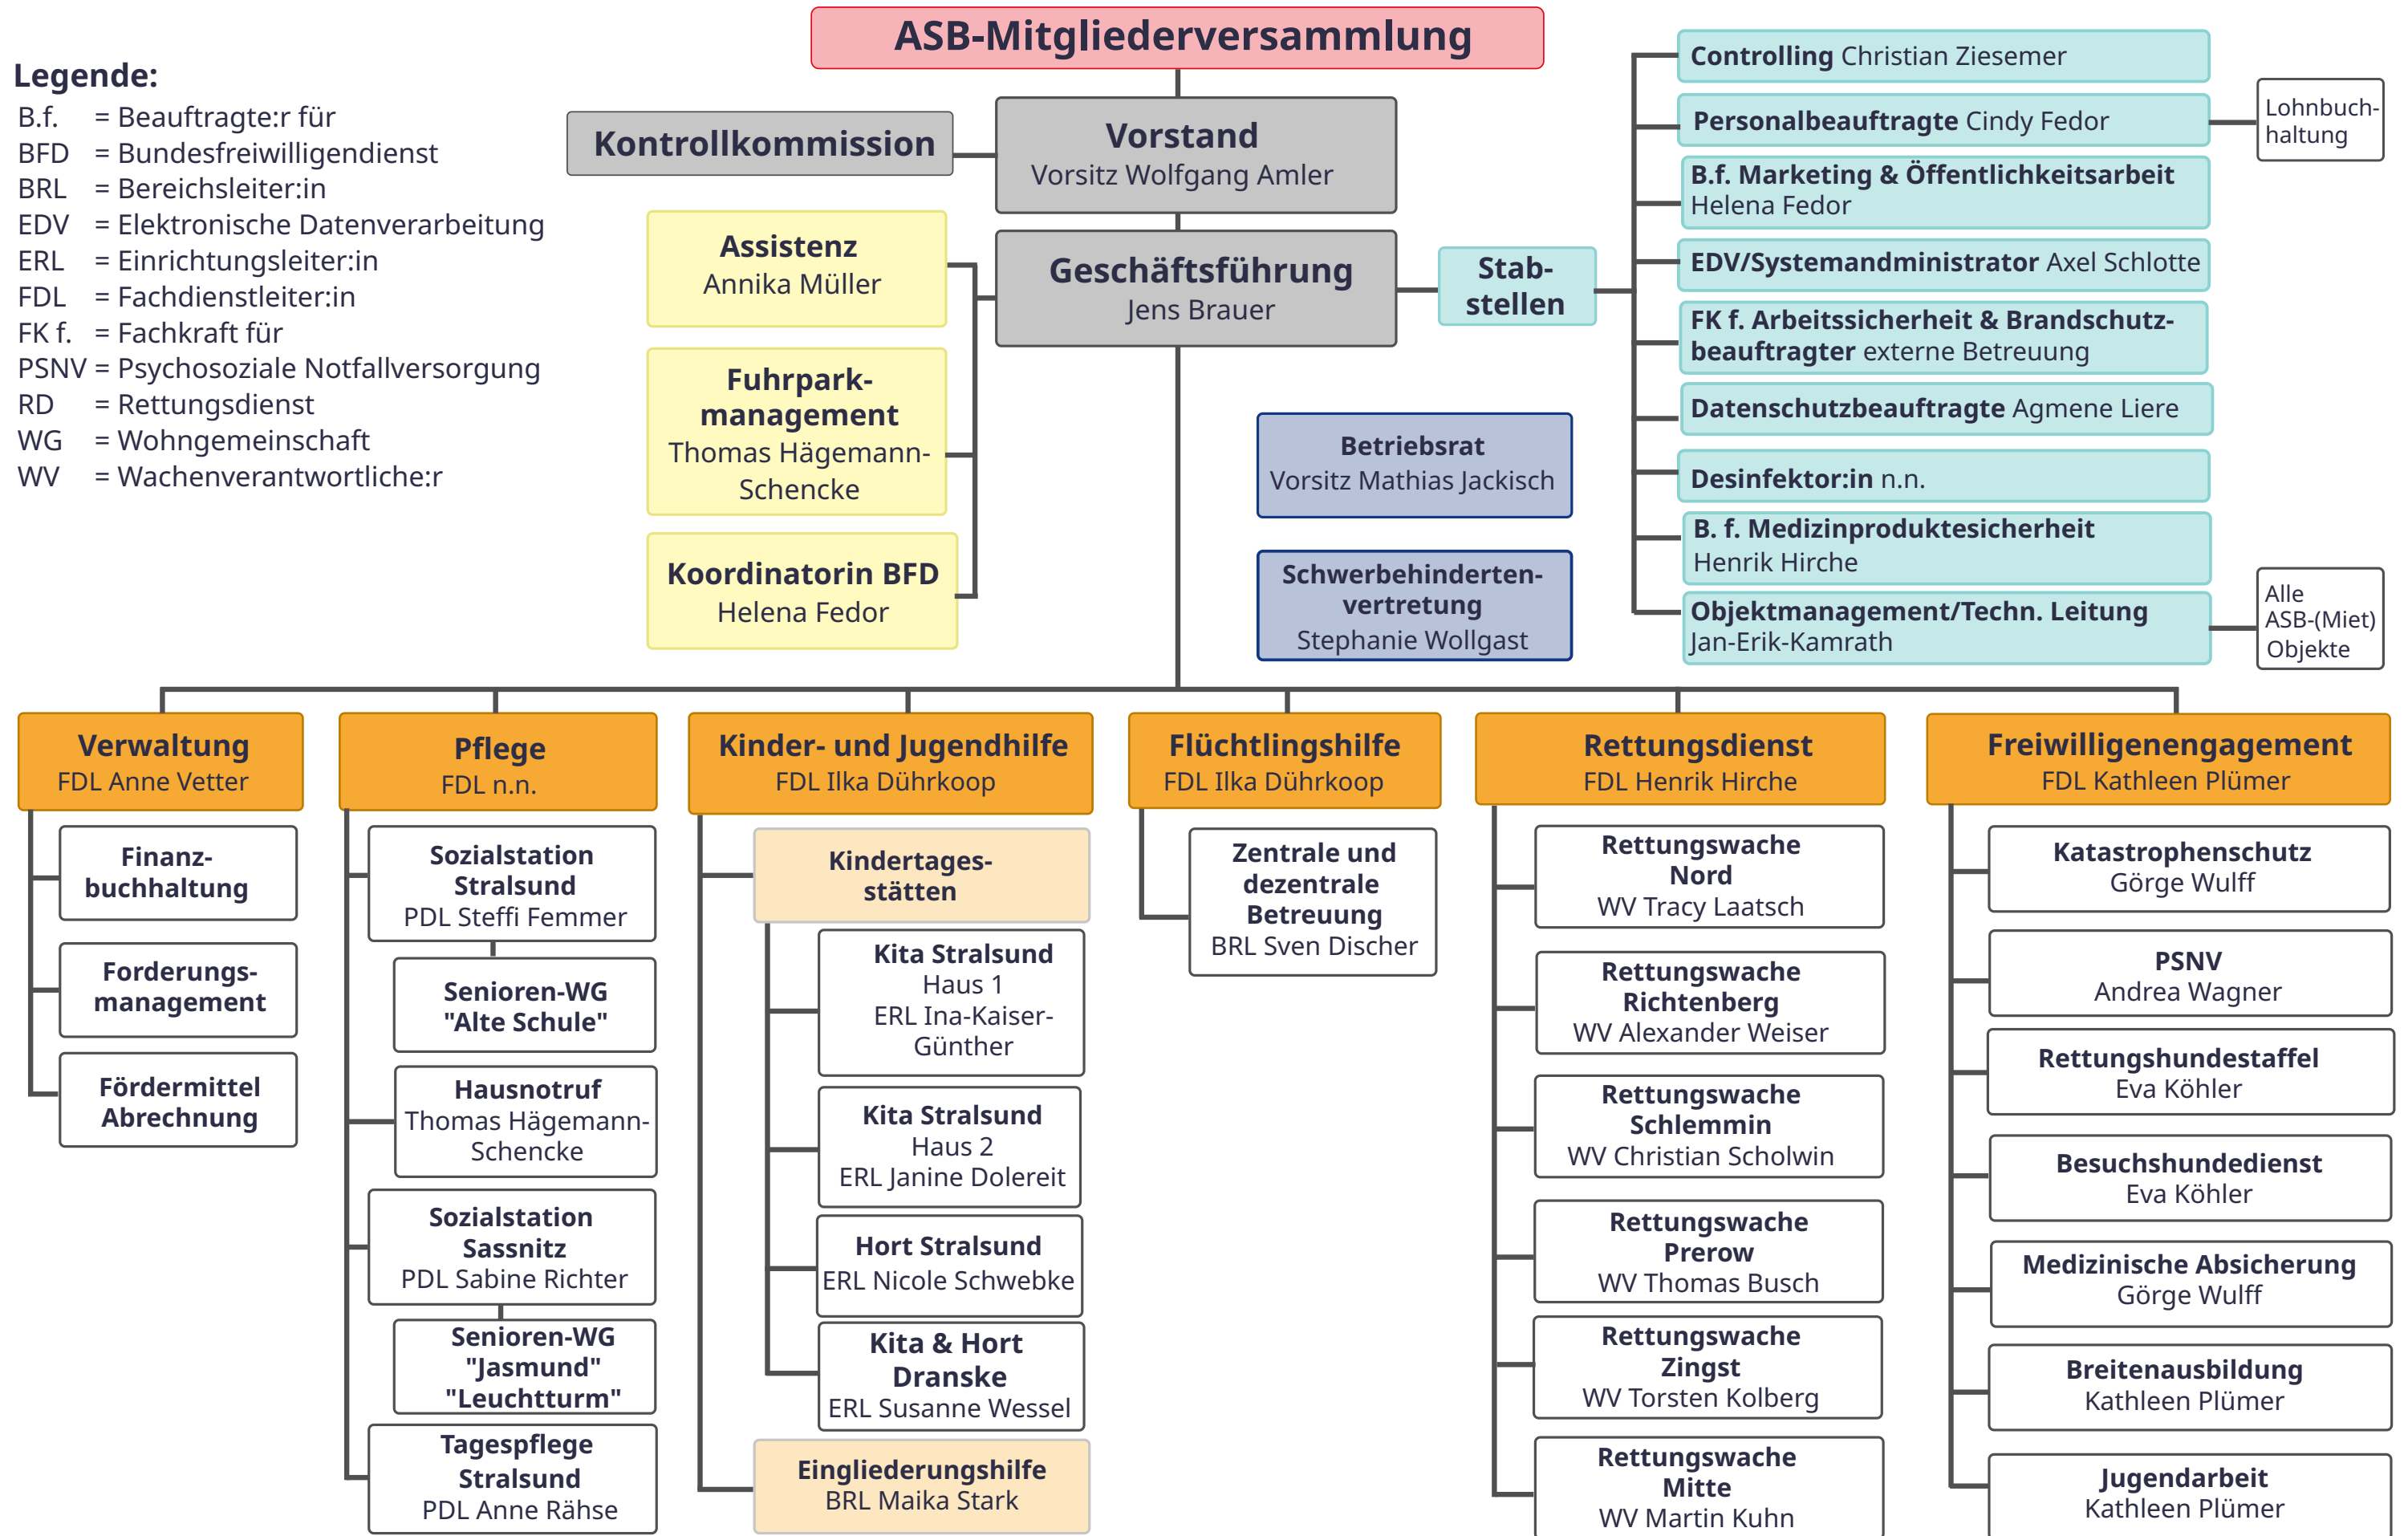 ASB-Mitgliederversammlung
Legende:
B.f. = Beauftragte:r für
BFD = Bundesfreiwilligendienst
BRL = Bereichsleiter:in
EDV = Elektronische Datenverarbeitung
ERL = Einrichtungsleiter:in
FDL = Fachdienstleiter:in
FK f. = Fachkraft für
PSNV = Psychosoziale Notfallversorgung
RD = Rettungsdienst
WG = Wohngemeinschaft
WV = Wachenverantwortliche:r
Kontrollkommission
Vorstand
Vorsitz Wolfgang Amler
Assistenz
Annika Müller
Fuhrpark-
management
Thomas Hägemann-
Schencke
Koordinatorin BFD
Helena Fedor
Geschäftsführung
Jens Brauer
Stab-
stellen
Betriebsrat
Vorsitz Mathias Jackisch
Schwerbehinderten-
vertretung
Stephanie Wollgast
Controlling Christian Ziesemer
Personalbeauftragte Cindy Fedor
Lohnbuch-
haltung
B.f. Marketing & Öffentlichkeitsarbeit
Helena Fedor
EDV/Systemandministrator Axel Schlotte
FK f. Arbeitssicherheit & Brandschutz-
beauftragter externe Betreuung
Datenschutzbeauftragte Agmene Liere
Desinfektor:in n.n.
B. f. Medizinproduktesicherheit
Henrik Hirche
Objektmanagement/Techn. Leitung
Jan-Erik-Kamrath
Alle
ASB-(Miet)
Objekte
Verwaltung
FDL Anne Vetter
Finanz-
buchhaltung
Forderungs-
management
Fördermittel
Abrechnung
Pflege
FDL n.n.
Sozialstation
Stralsund
PDL Steffi Femmer
Senioren-WG
"Alte Schule"
Hausnotruf
Thomas Hägemann-
Schencke
Sozialstation
Sassnitz
PDL Sabine Richter
Senioren-WG
"Jasmund"
"Leuchtturm"
Tagespflege
Stralsund
PDL Anne Rähse
Kinder- und Jugendhilfe
FDL Ilka Dührkoop
Kindertages-
stätten
Kita Stralsund
Haus 1
ERL Ina-Kaiser-
Günther
Kita Stralsund
Haus 2
ERL Janine Dolereit
Hort Stralsund
ERL Nicole Schwebke
Kita & Hort
Dranske
ERL Susanne Wessel
Eingliederungshilfe
BRL Maika Stark
Flüchtlingshilfe
FDL Ilka Dührkoop
Zentrale und
dezentrale
Betreuung
BRL Sven Discher
Rettungsdienst
FDL Henrik Hirche
Rettungswache
Nord
WV Tracy Laatsch
Rettungswache
Richtenberg
WV Alexander Weiser
Rettungswache
Schlemmin
WV Christian Scholwin
Rettungswache
Prerow
WV Thomas Busch
Rettungswache
Zingst
WV Torsten Kolberg
Rettungswache
Mitte
WV Martin Kuhn
Freiwilligenengagement
FDL Kathleen Plümer
Katastrophenschutz
Görge Wulff
PSNV
Andrea Wagner
Rettungshundestaffel
Eva Köhler
Besuchshundedienst
Eva Köhler
Medizinische Absicherung
Görge Wulff
Breitenausbildung
Kathleen Plümer
Jugendarbeit
Kathleen Plümer